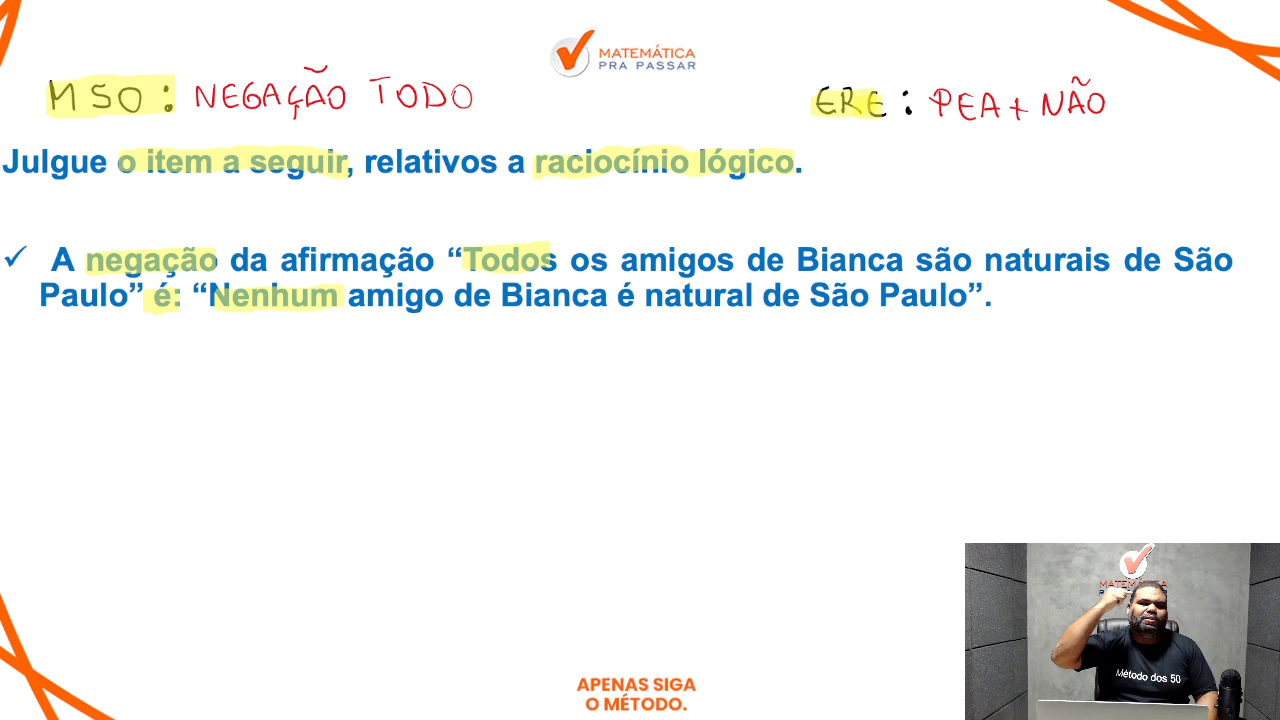 MATEMÁTICA
PRA PASSAR
MSO: NEGAÇÃO TODO
ERE: PEA + NÃO
Julgue o item a seguir, relativos a raciocínio lógico.
✓ A negação da afirmação “Todos os amigos de Bianca são naturais de São
Paulo” é: “Nenhum amigo de Bianca é natural de São Paulo”.
MATEMÁTICA
Método dos 50
APENAS SIGA
O MÉTODO.